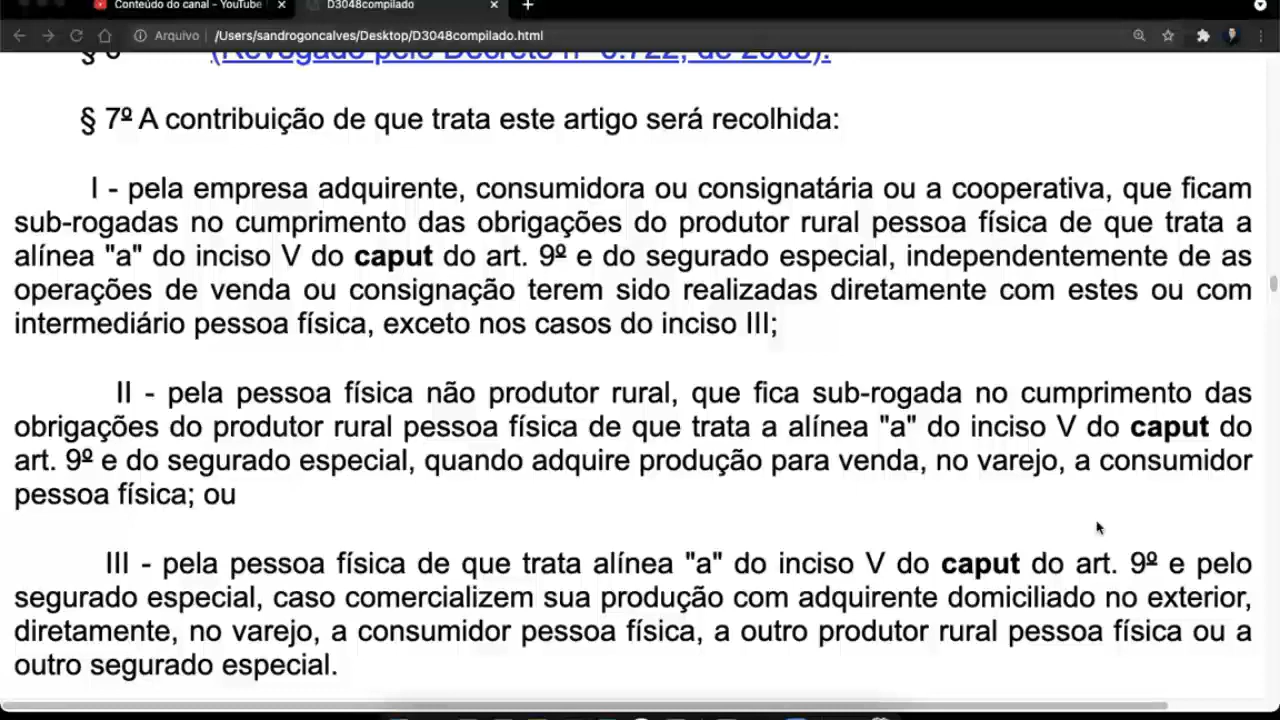 Conteúdo do canal - YouTube
D3048compilado
Arquivo | /Users/sandrogoncalves/Desktop/D3048compilado.html
(Revogado pelo Decreto nº 6.722, de 2008).
§ 7º A contribuição de que trata este artigo será recolhida:
I - pela empresa adquirente, consumidora ou consignatária ou a cooperativa, que ficam
sub-rogadas no cumprimento das obrigações do produtor rural pessoa física de que trata a
alínea "a" do inciso V do caput do art. 9º e do segurado especial, independentemente de as
operações de venda ou consignação terem sido realizadas diretamente com estes ou com
intermediário pessoa física, exceto nos casos do inciso III;
II - pela pessoa física não produtor rural, que fica sub-rogada no cumprimento das
obrigações do produtor rural pessoa física de que trata a alínea "a" do inciso V do caput do
art. 9º e do segurado especial, quando adquire produção para venda, no varejo, a consumidor
pessoa física; ou
III - pela pessoa física de que trata alínea "a" do inciso V do caput do art. 9º e pelo
segurado especial, caso comercializem sua produção com adquirente domiciliado no exterior,
diretamente, no varejo, a consumidor pessoa física, a outro produtor rural pessoa física ou a
outro segurado especial.